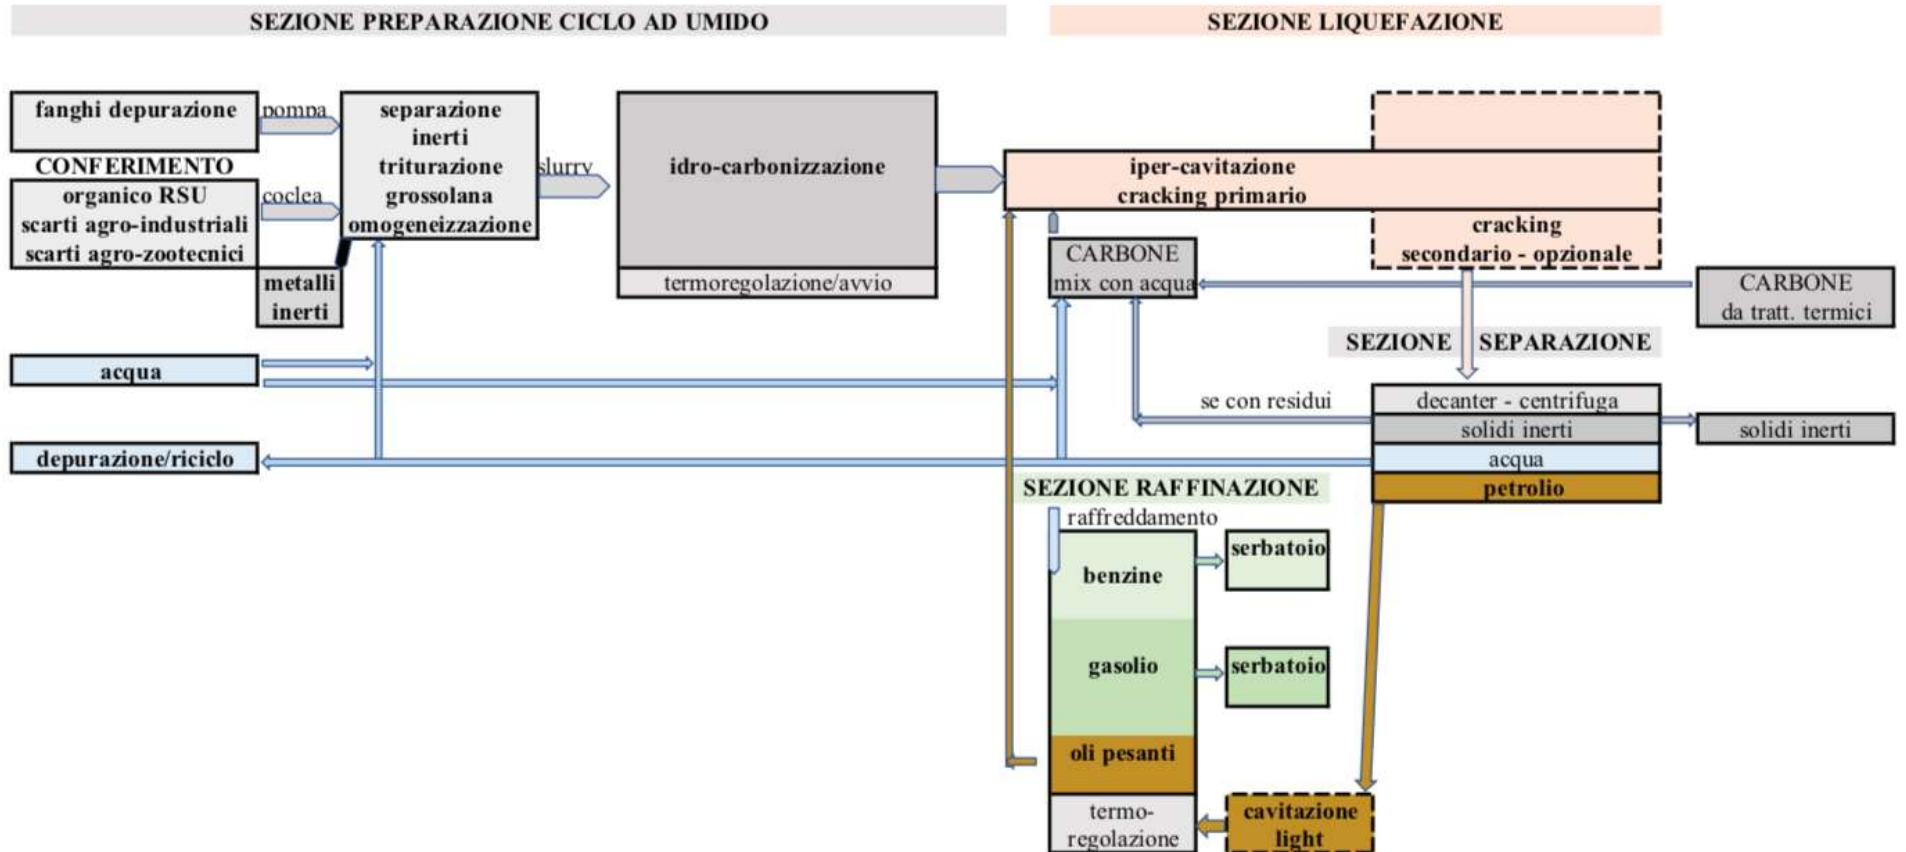 SEZIONE PREPARAZIONE CICLO AD UMIDO
SEZIONE LIQUEFAZIONE
fanghi depurazione
pompa
CONFERIMENTO
organico RSU
scarti agro-industriali
scarti agro-zootecnici
coclea
metalli
inerti
separazione
inerti
triturazione
grossolana
omogeneizzazione
slurry
idro-carbonizzazione
termoregolazione/avvio
iper-cavitazione
cracking primario
cracking
secondario - opzionale
CARBONE
mix con acqua
CARBONE
da tratt. termici
SEZIONE SEPARAZIONE
acqua
depurazione/riciclo
se con residui
decanter - centrifuga
solidi inerti
acqua
petrolio
solidi inerti
SEZIONE RAFFINAZIONE
raffreddamento
benzine
serbatoio
gasolio
serbatoio
oli pesanti
termo-
regolazione
cavitazione
light